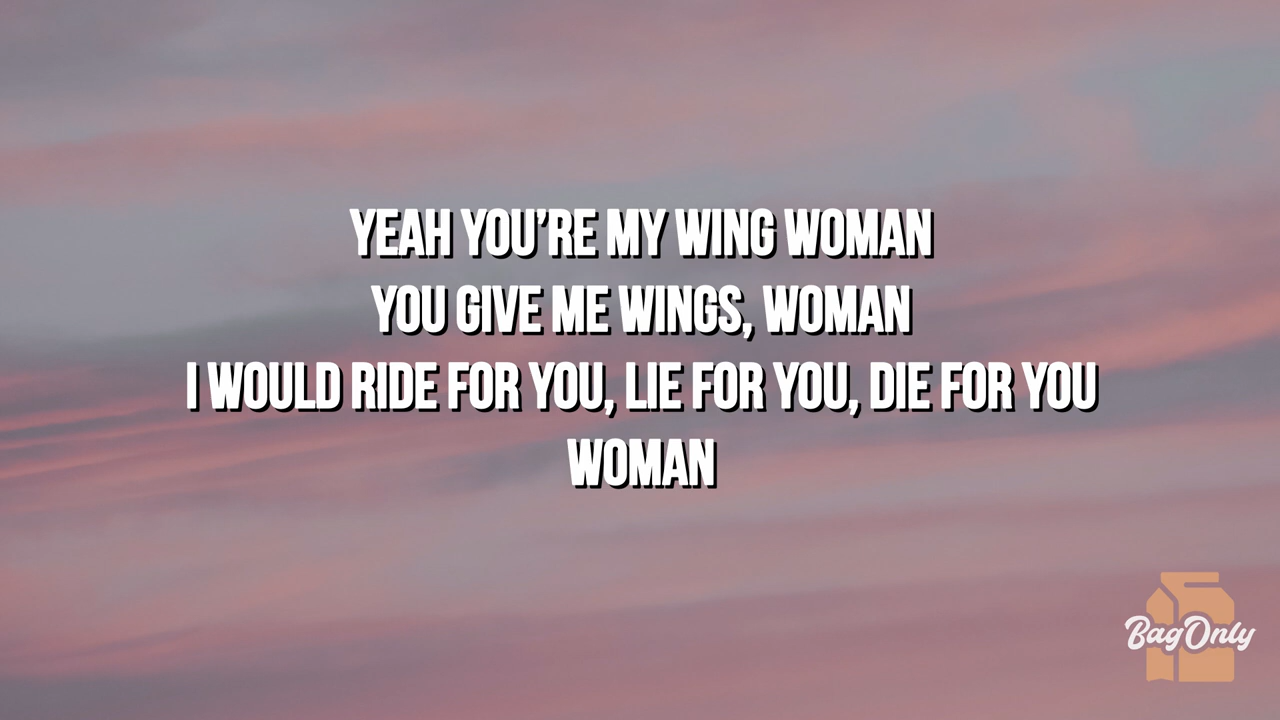 YEAH YOU'RE MY WING WOMAN
YOU GIVE ME WINGS, WOMAN
I WOULD RIDE FOR YOU, LIE FOR YOU, DIE FOR YOU
WOMAN
BagOnly